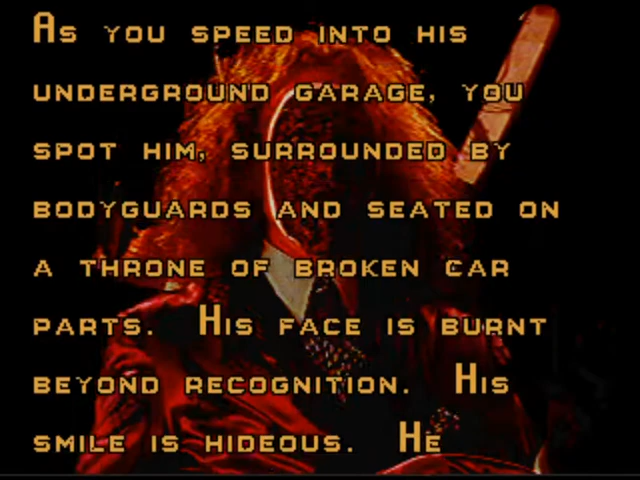 As you speed into his
underground garage, you
spot him, surrounded by
bodyguards and seated on
a throne of broken car
parts. His face is burnt
beyond recognition. His
smile is hideous. He